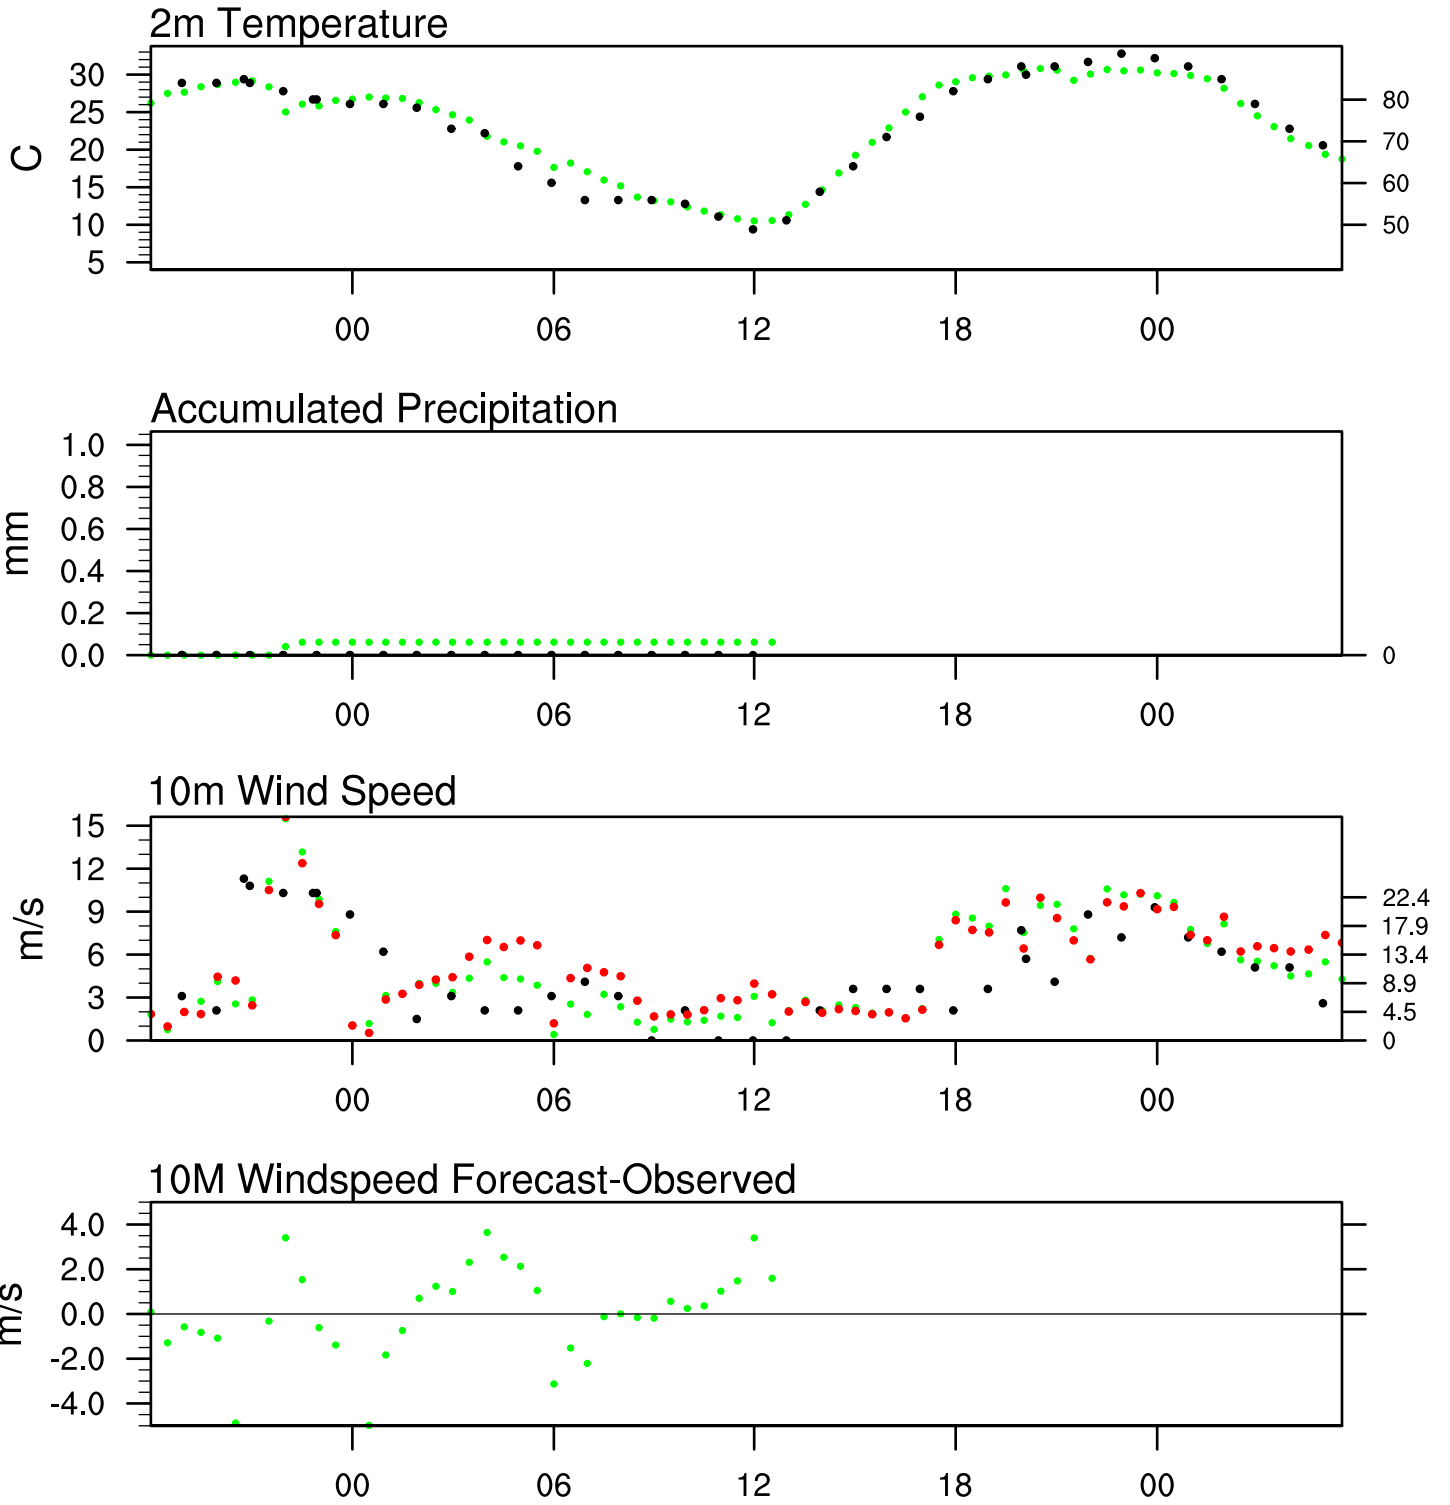 2m Temperature
30
25
20
15
10
5
C
80
70
60
50
00 06 12 18 00
Accumulated Precipitation
1.0
0.8
0.6
0.4
0.2
0.0
mm
0
00 06 12 18 00
10m Wind Speed
15
12
9
6
3
0
m/s
22.4
17.9
13.4
8.9
4.5
0
00 06 12 18 00
10M Windspeed Forecast-Observed
4.0
2.0
0.0
-2.0
-4.0
m/s
00 06 12 18 00